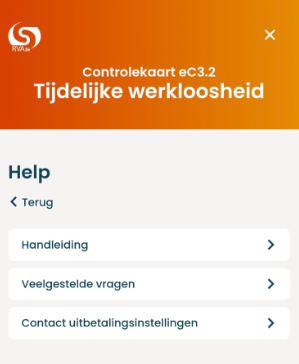 RVA.be
Controlekaart eC3.2
Tijdelijke werkloosheid
Help
Terug
Handleiding
Veelgestelde vragen
Contact uitbetalingsinstellingen